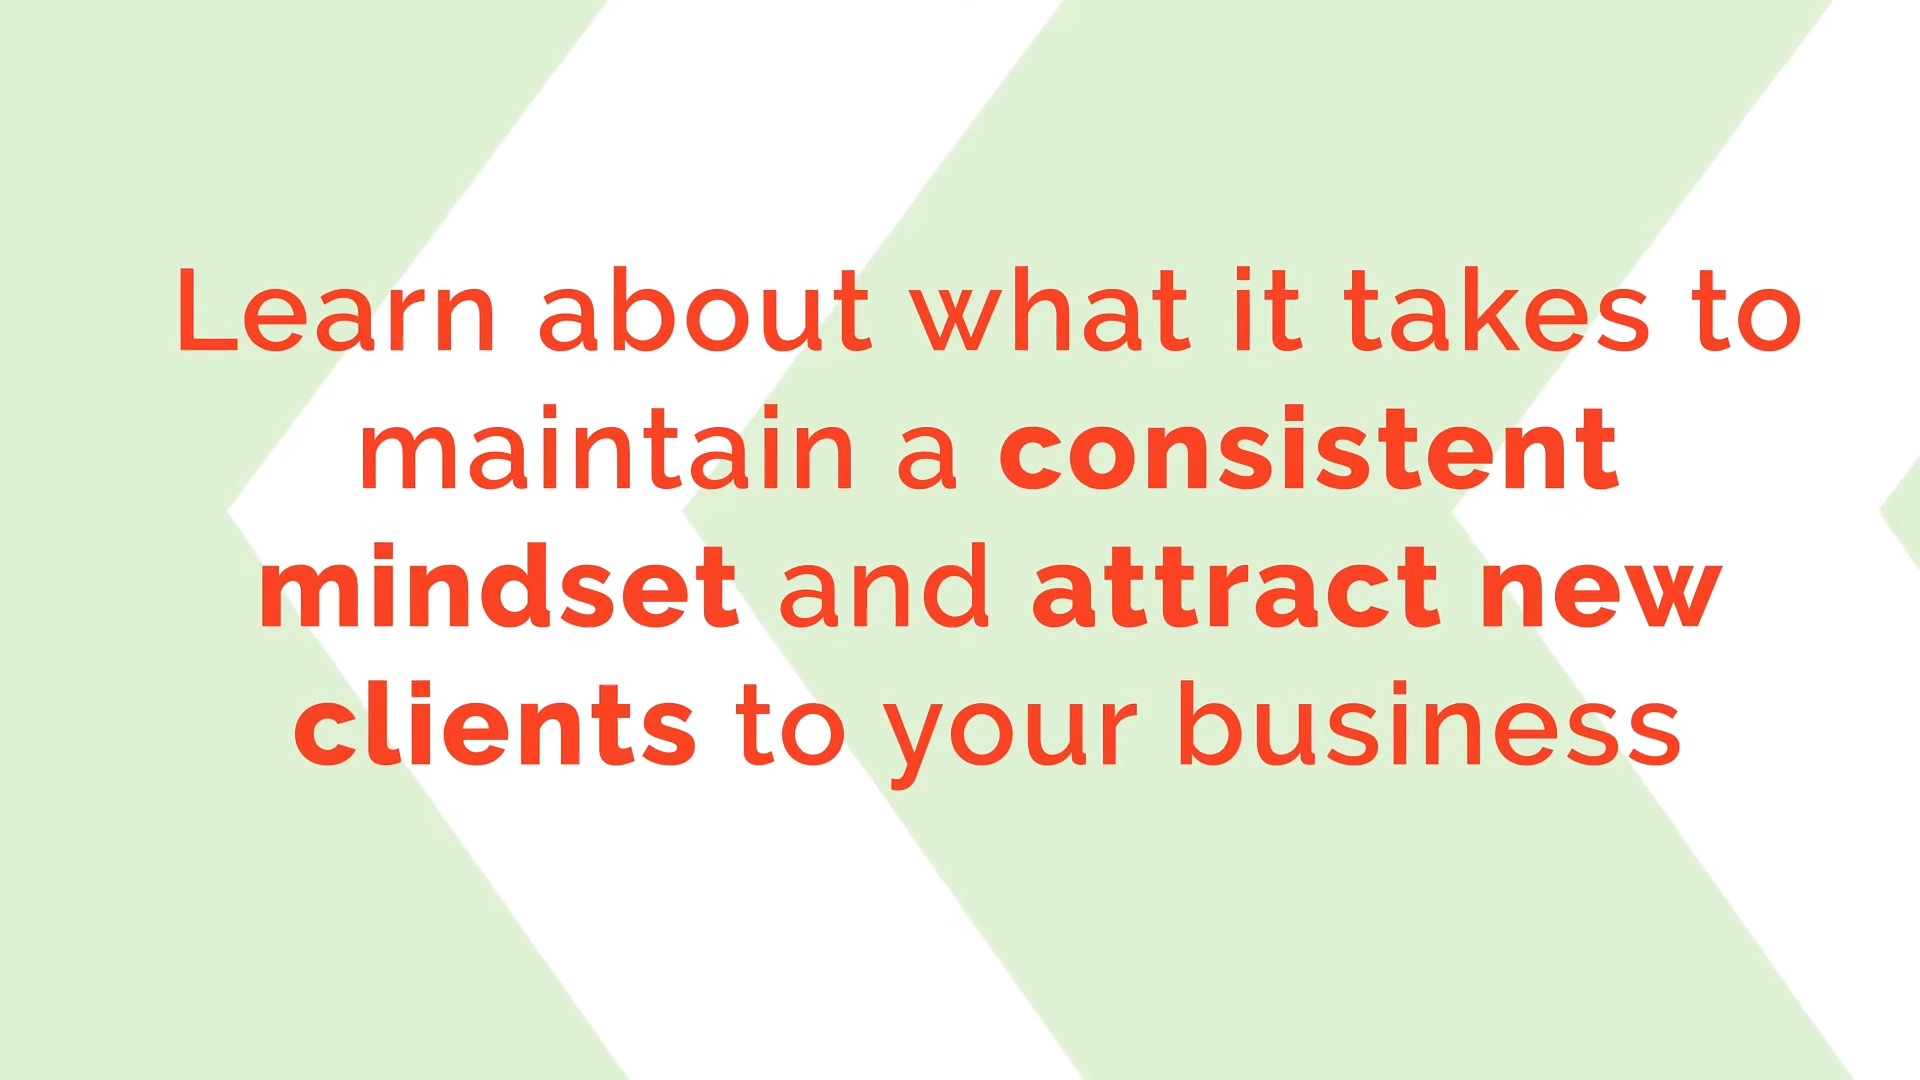 Learn about what it takes to
maintain a consistent
mindset and attract new
clients to your business